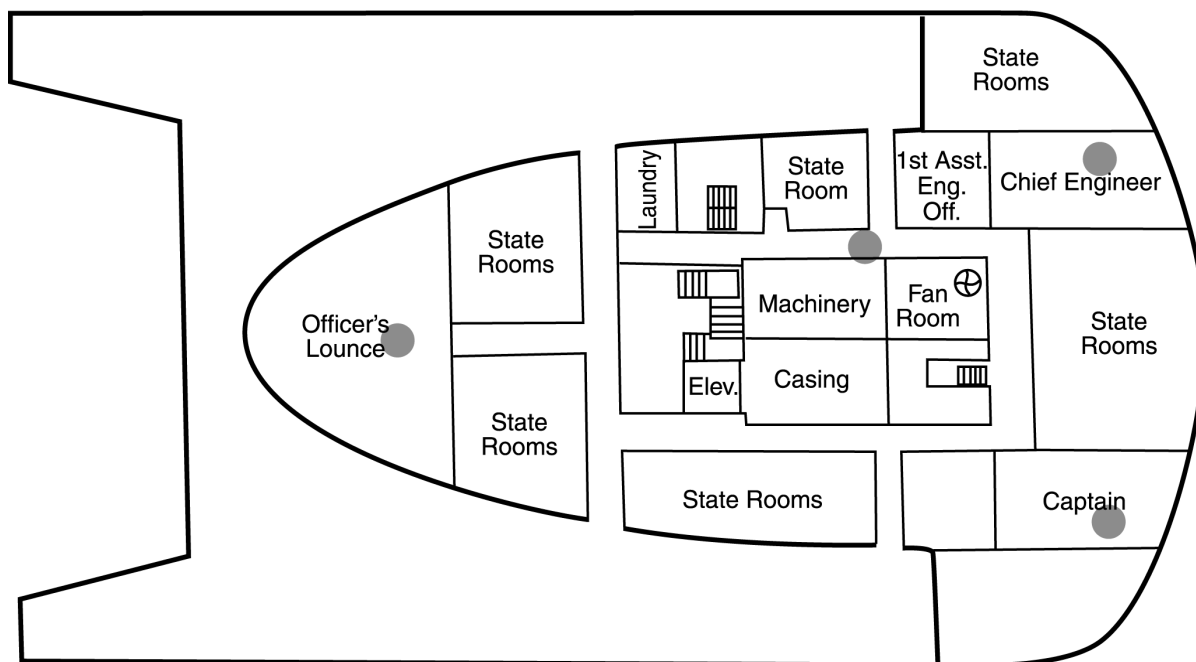 State
Rooms
Laundry
State
Room
1st Asst.
Eng.
Off.
Chief Engineer
State
Rooms
Officer's
Lounce
Machinery
Fan
Room
State
Rooms
Elev.
Casing
State
Rooms
State Rooms
Captain